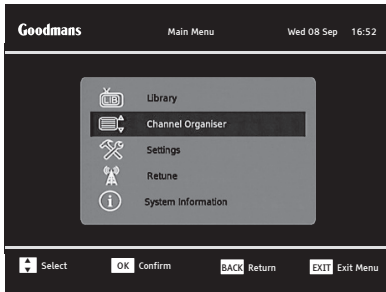 Goodmans Main Menu Wed 08 Sep 16:52
LIB Library
Channel Organiser
Settings
Retune
i System Information
Select OK Confirm BACK Return EXIT Exit Menu